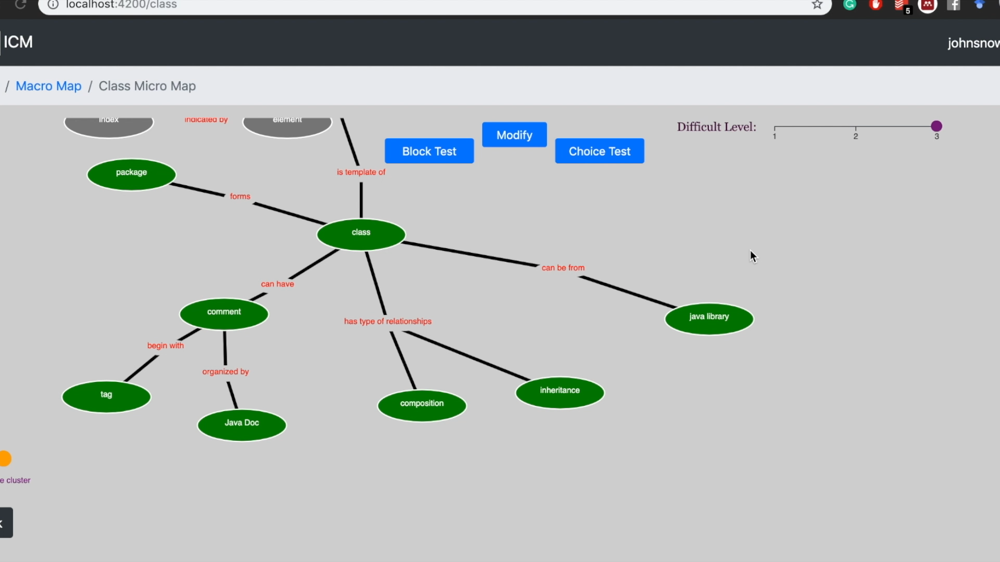 localhost:4200/class
5
ICM
johnsnow
/ Macro Map / Class Micro Map
index
indicated by
element
Modify
Difficult Level:
1
2
3
Block Test
Choice Test
package
is template of
forms
class
can be from
can have
comment
java library
has type of relationships
begin with
organized by
inheritance
tag
composition
Java Doc
e cluster